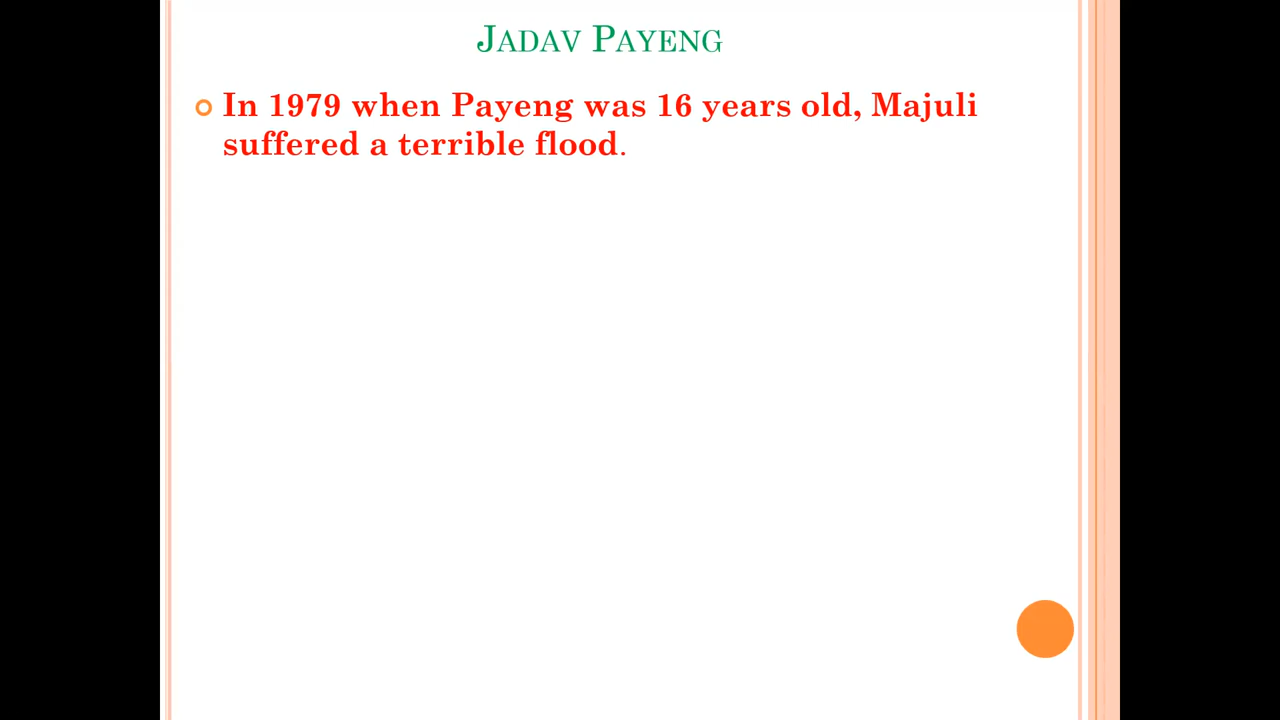 Jadav Payeng
In 1979 when Payeng was 16 years old, Majuli
suffered a terrible flood.